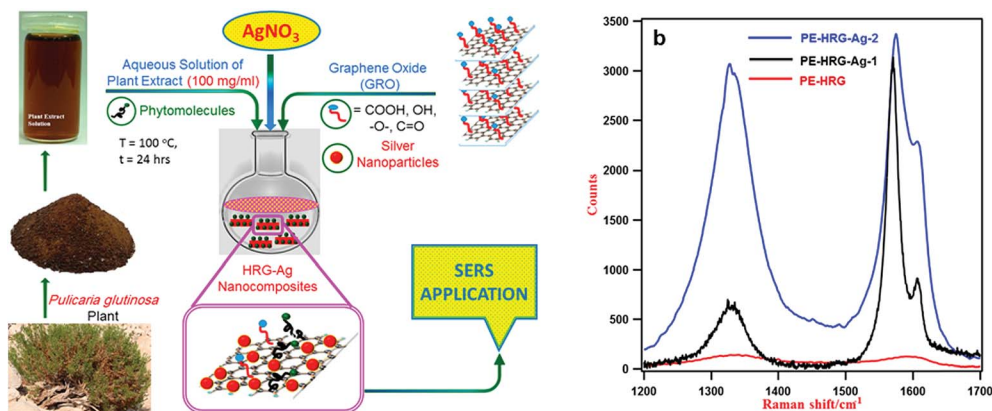 Plant Extract
Solution
Pulicaria glutinosa
Plant
AgNO3
Aqueous Solution of
Plant Extract (100 mg/ml)
Phytomolecules
T = 100 °C,
t = 24 hrs
Graphene Oxide
(GRO)
= COOH, OH,
-O-, C=O
Silver
Nanoparticles
HRG-Ag
Nanocomposites
SERS
APPLICATION
b
PE-HRG-Ag-2
PE-HRG-Ag-1
PE-HRG
Counts
3500
3000
2500
2000
1500
1000
500
0
1200 1300 1400 1500 1600 1700
Raman shift/cm1